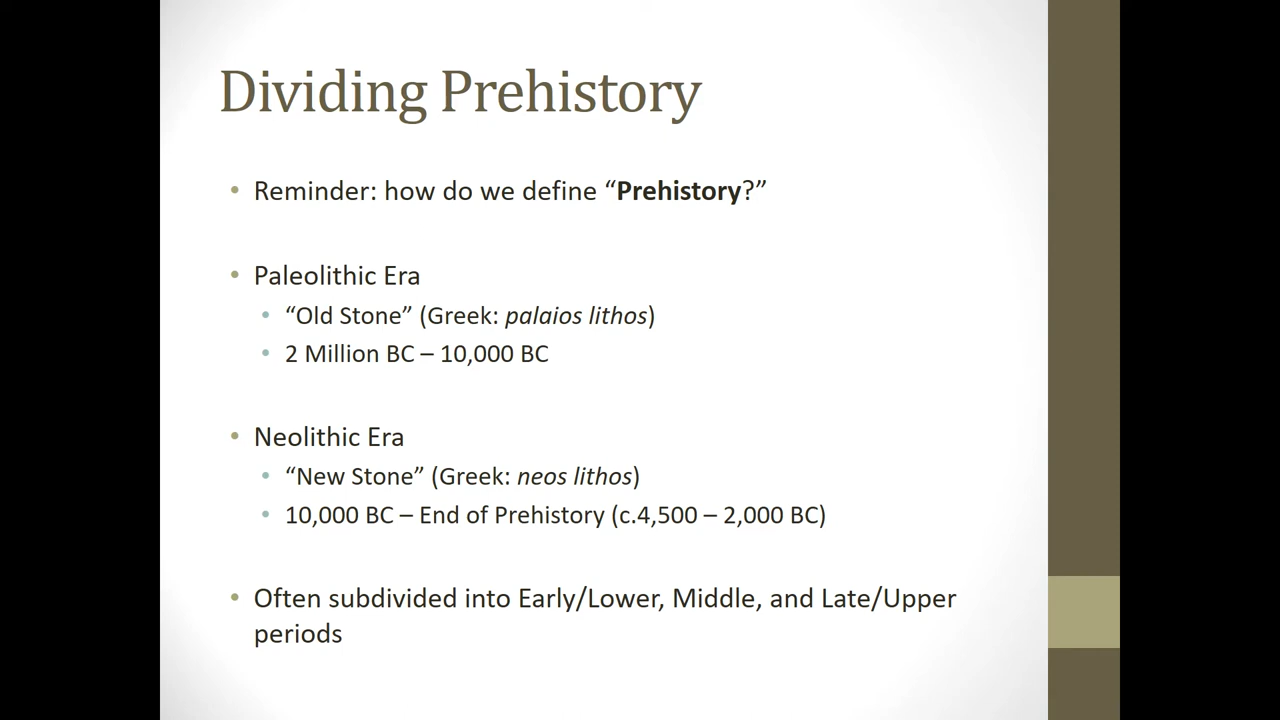 Dividing Prehistory
• Reminder: how do we define “Prehistory?”
• Paleolithic Era
• “Old Stone” (Greek: palaios lithos)
• 2 Million BC – 10,000 BC
• Neolithic Era
• “New Stone” (Greek: neos lithos)
• 10,000 BC – End of Prehistory (c.4,500 – 2,000 BC)
• Often subdivided into Early/Lower, Middle, and Late/Upper
periods